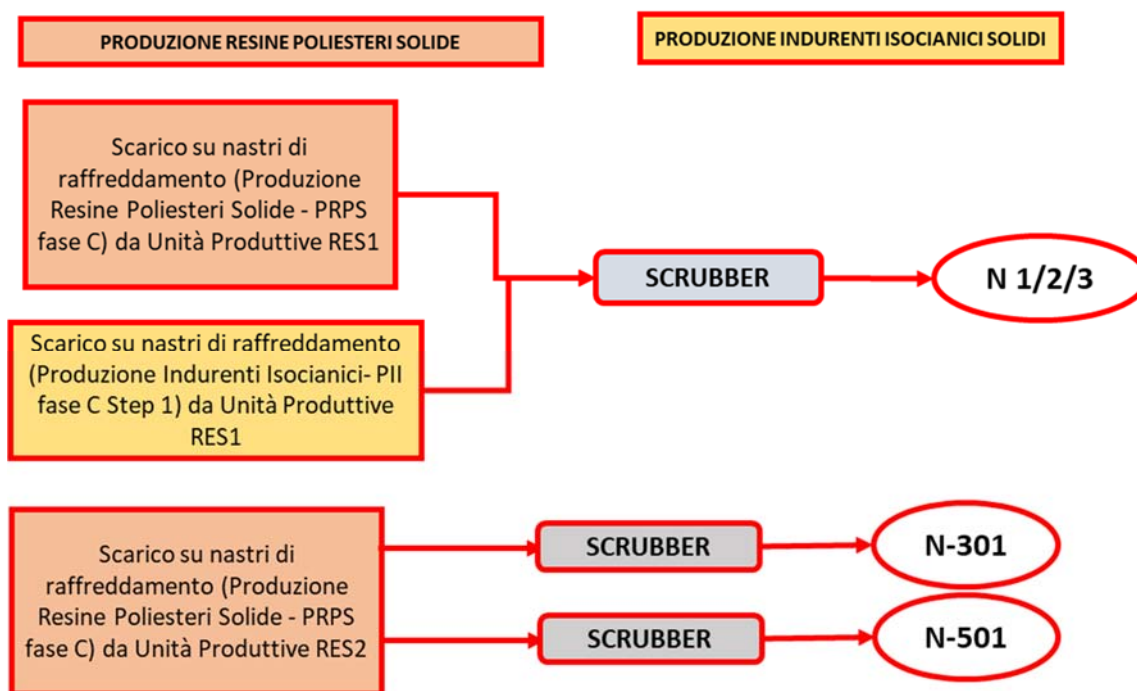 PRODUZIONE RESINE POLIESTERI SOLIDE
PRODUZIONE INDURENTI ISOCIANICI SOLIDI
Scarico su nastri di
raffreddamento (Produzione
Resine Poliesteri Solide - PRPS
fase C) da Unità Produttive RES1
SCRUBBER
N 1/2/3
Scarico su nastri di raffreddamento
(Produzione Indurenti Isocianici- PII
fase C Step 1) da Unità Produttive
RES1
Scarico su nastri di
raffreddamento (Produzione
Resine Poliesteri Solide - PRPS
fase C) da Unità Produttive RES2
SCRUBBER
N-301
SCRUBBER
N-501